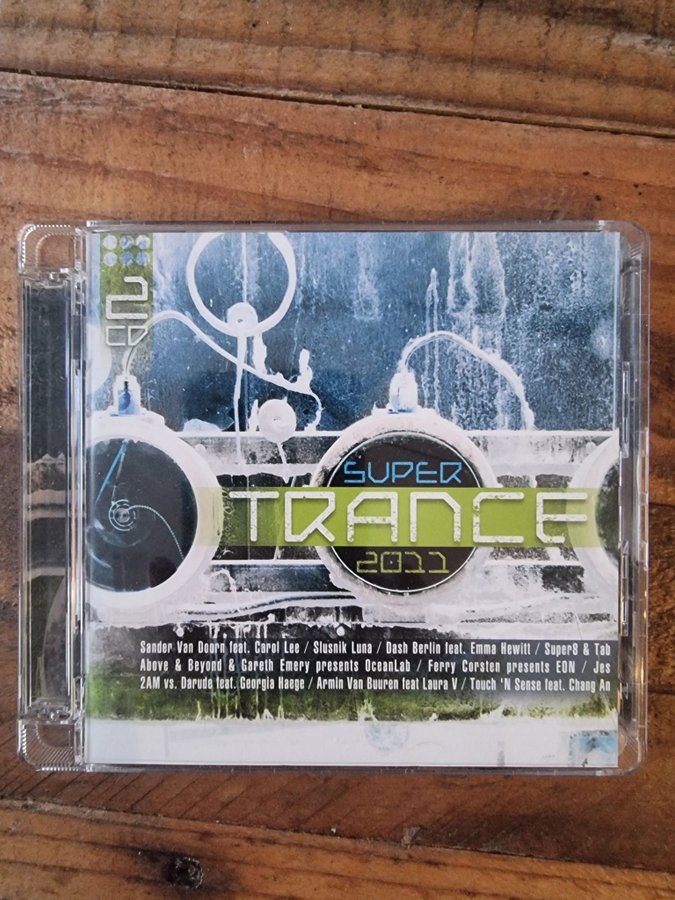 2
CD
SUPER
TRANCE
2011
Sander Van Doorn feat. Carol Lee / Slusnik Luna / Dash Berlin feat. Emma Hewitt / Super8 & Tab
Above & Beyond & Gareth Emery presents OceanLab / Ferry Corsten presents EON / Jes
2AM vs. Darude feat. Georgia Haege / Armin Van Buuren feat Laura V / Touch 'N Sense feat. Chang An